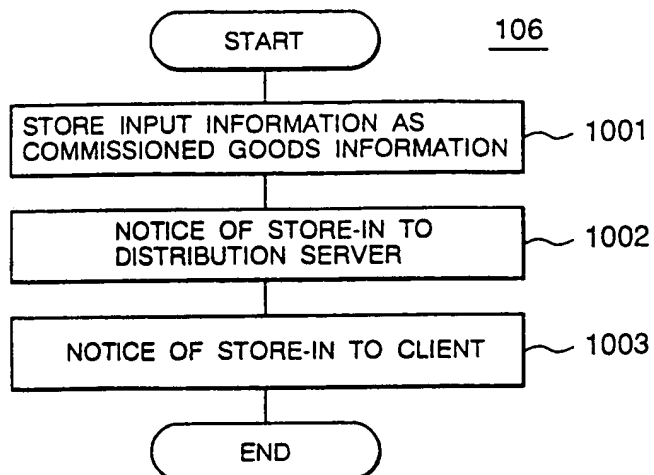 START
106
STORE INPUT INFORMATION AS
COMMISSIONED GOODS INFORMATION
1001
NOTICE OF STORE-IN TO
DISTRIBUTION SERVER
1002
NOTICE OF STORE-IN TO CLIENT
1003
END